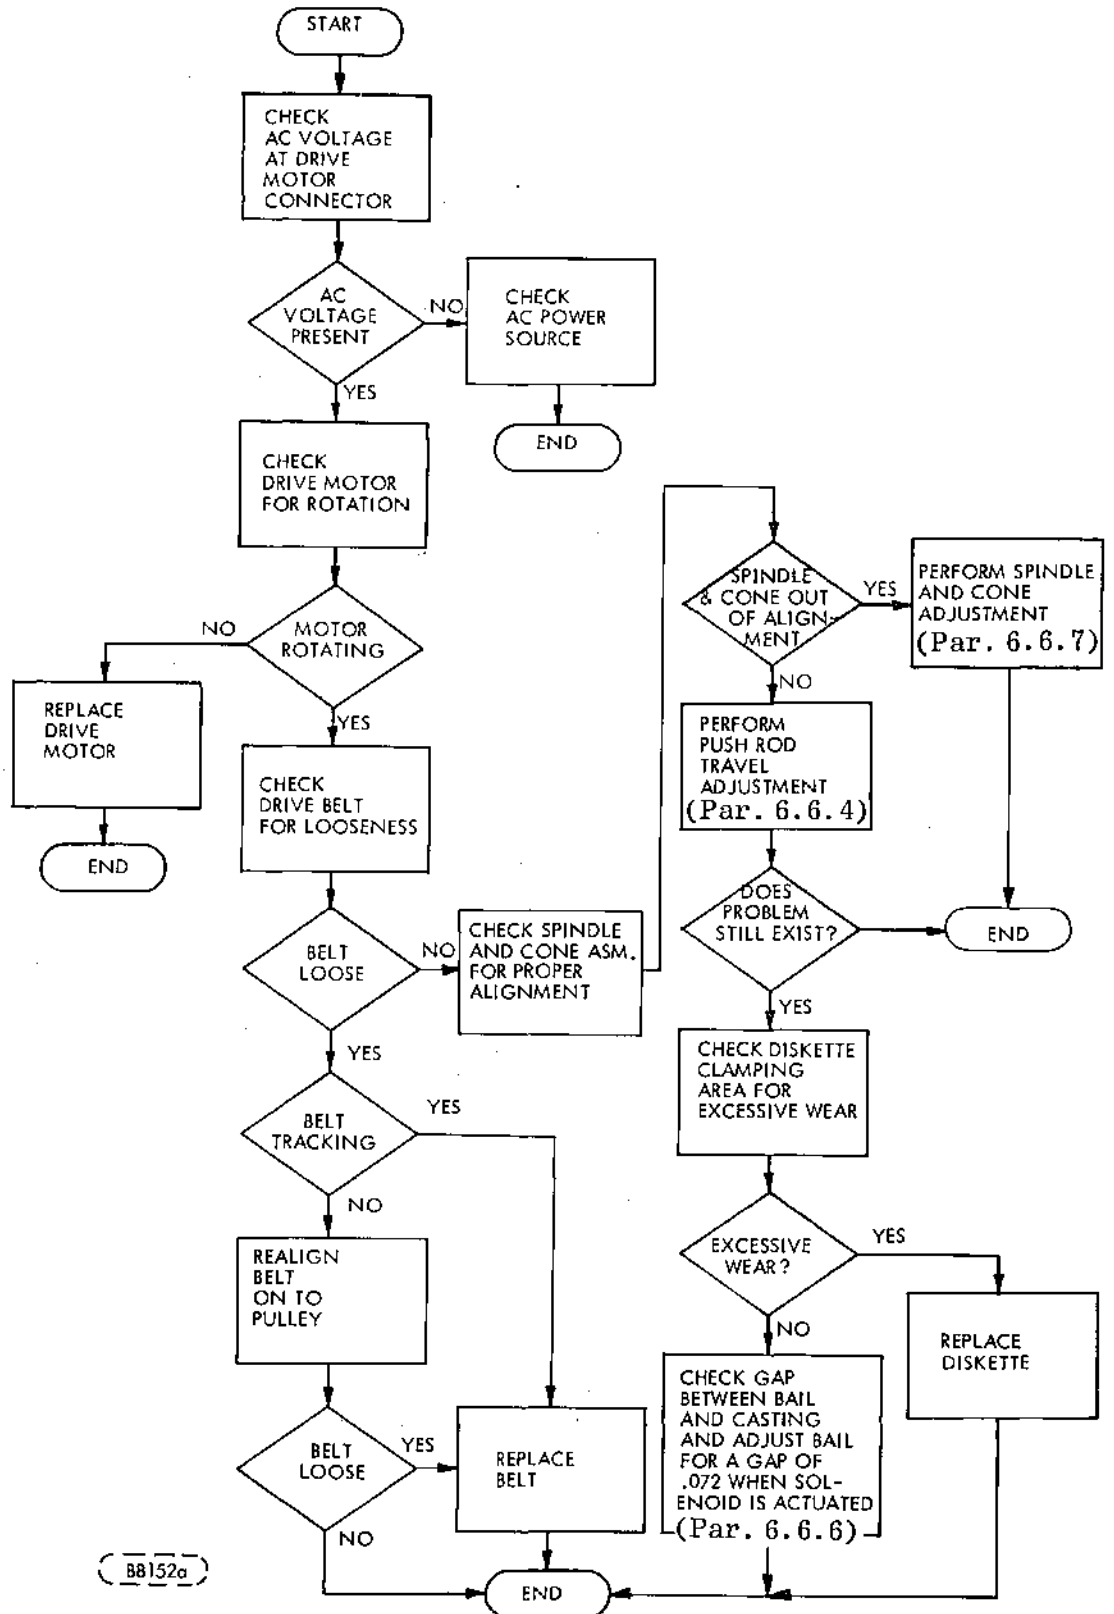 START
CHECK
AC VOLTAGE
AT DRIVE
MOTOR
CONNECTOR
AC
VOLTAGE
PRESENT
NO
CHECK
AC POWER
SOURCE
YES
END
CHECK
DRIVE MOTOR
FOR ROTATION
MOTOR
ROTATING
NO
REPLACE
DRIVE
MOTOR
END
YES
CHECK
DRIVE BELT
FOR LOOSENESS
BELT
LOOSE
NO
CHECK SPINDLE
AND CONE ASM.
FOR PROPER
ALIGNMENT
YES
BELT
TRACKING
YES
NO
REALIGN
BELT
ON TO
PULLEY
BELT
LOOSE
YES
REPLACE
BELT
NO
END
SPINDLE
& CONE OUT
OF ALIGN-
MENT
YES
PERFORM SPINDLE
AND CONE
ADJUSTMENT
(Par. 6.6.7)
NO
PERFORM
PUSH ROD
TRAVEL
ADJUSTMENT
(Par. 6.6.4)
DOES
PROBLEM
STILL EXIST?
END
YES
CHECK DISKETTE
CLAMPING
AREA FOR
EXCESSIVE WEAR
EXCESSIVE
WEAR?
YES
REPLACE
DISKETTE
NO
CHECK GAP
BETWEEN BAIL
AND CASTING
AND ADJUST BAIL
FOR A GAP OF
.072 WHEN SOL-
ENOID IS ACTUATED
(Par. 6.6.6)
B8152a